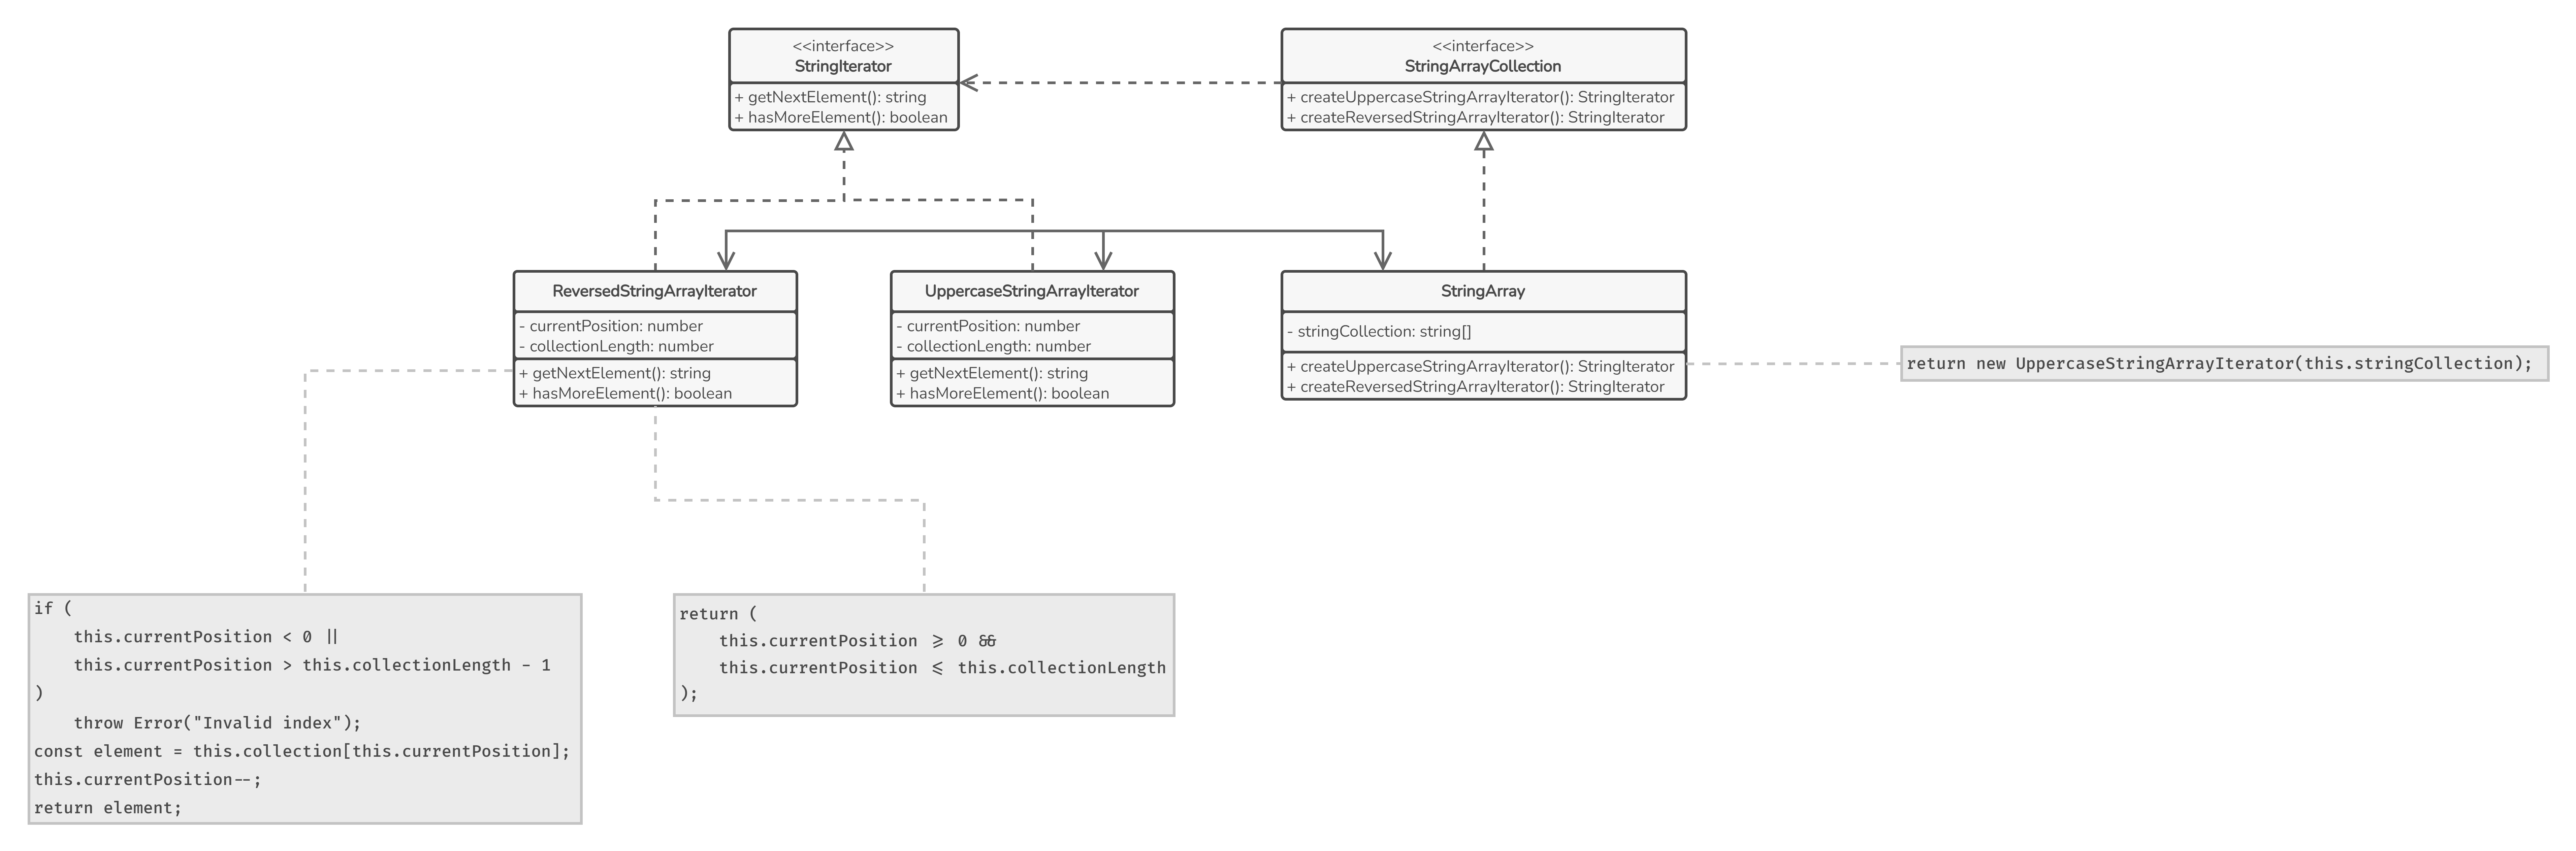 <<interface>>
StringIterator
+ getNextElement(): string
+ hasMoreElement(): boolean
<<interface>>
StringArrayCollection
+ createUppercaseStringArrayIterator(): StringIterator
+ createReversedStringArrayIterator(): StringIterator
ReversedStringArrayIterator
- currentPosition: number
- collectionLength: number
+ getNextElement(): string
+ hasMoreElement(): boolean
UppercaseStringArrayIterator
- currentPosition: number
- collectionLength: number
+ getNextElement(): string
+ hasMoreElement(): boolean
StringArray
- stringCollection: string[]
+ createUppercaseStringArrayIterator(): StringIterator
+ createReversedStringArrayIterator(): StringIterator
return new UppercaseStringArrayIterator(this.stringCollection);
if (
this.currentPosition < 0 ||
this.currentPosition > this.collectionLength - 1
)
throw Error("Invalid index");
const element = this.collection[this.currentPosition];
this.currentPosition--;
return element;
return (
this.currentPosition >= 0 &&
this.currentPosition <= this.collectionLength
);